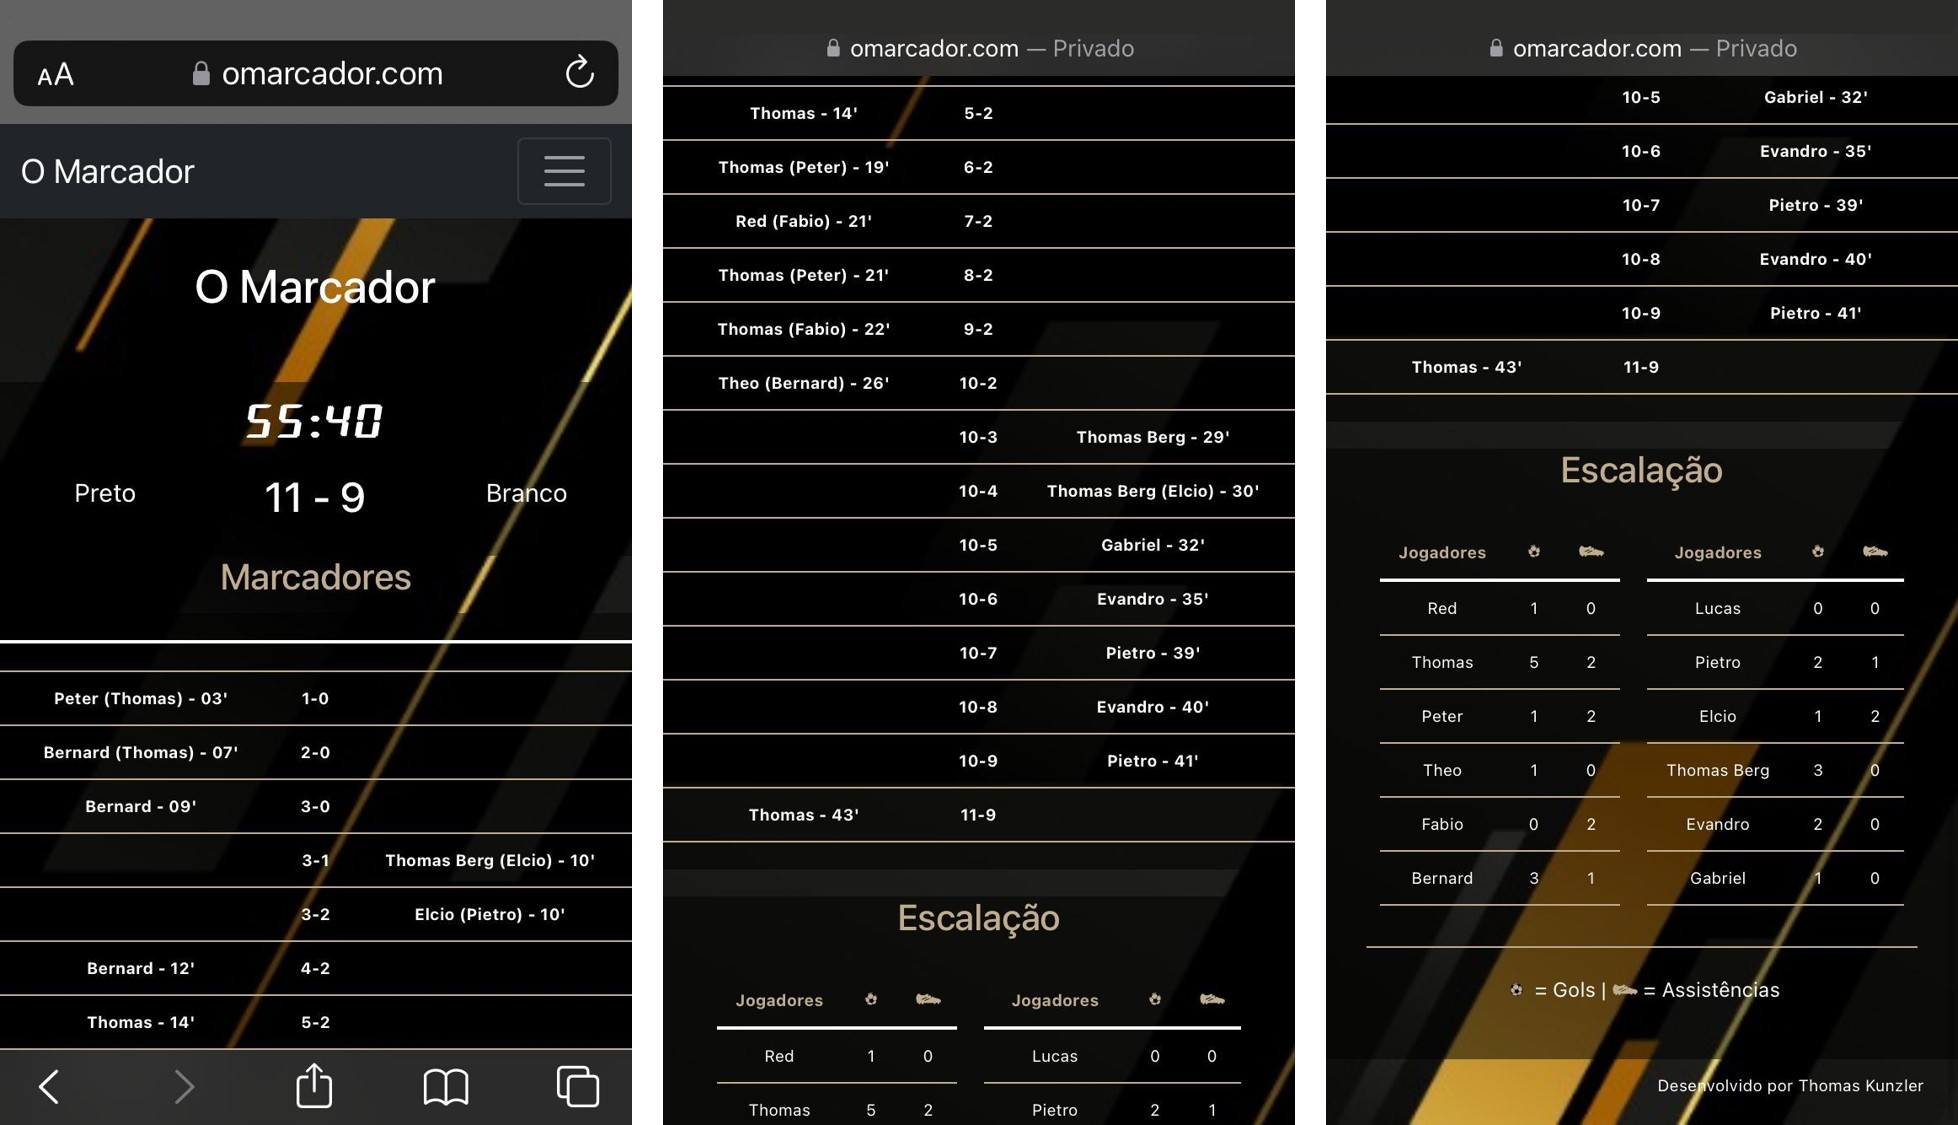 AA omarcador.com
O Marcador
O Marcador
55:40
Preto 11 - 9 Branco
Marcadores
Peter (Thomas) - 03' 1-0
Bernard (Thomas) - 07' 2-0
Bernard - 09' 3-0
3-1 Thomas Berg (Elcio) - 10'
3-2 Elcio (Pietro) - 10'
Bernard - 12' 4-2
Thomas - 14' 5-2
omarcador.com — Privado
Thomas - 14' 5-2
Thomas (Peter) - 19' 6-2
Red (Fabio) - 21' 7-2
Thomas (Peter) - 21' 8-2
Thomas (Fabio) - 22' 9-2
Theo (Bernard) - 26' 10-2
10-3 Thomas Berg - 29'
10-4 Thomas Berg (Elcio) - 30'
10-5 Gabriel - 32'
10-6 Evandro - 35'
10-7 Pietro - 39'
10-8 Evandro - 40'
10-9 Pietro - 41'
Thomas - 43' 11-9
Escalação
Jogadores Jogadores
Red 1 0 Lucas 0 0
Thomas 5 2 Pietro 2 1
omarcador.com — Privado
10-5 Gabriel - 32'
10-6 Evandro - 35'
10-7 Pietro - 39'
10-8 Evandro - 40'
10-9 Pietro - 41'
Thomas - 43' 11-9
Escalação
Jogadores Jogadores
Red 1 0 Lucas 0 0
Thomas 5 2 Pietro 2 1
Peter 1 2 Elcio 1 2
Theo 1 0 Thomas Berg 3 0
Fabio 0 2 Evandro 2 0
Bernard 3 1 Gabriel 1 0
= Gols | = Assistências
Desenvolvido por Thomas Kunzler